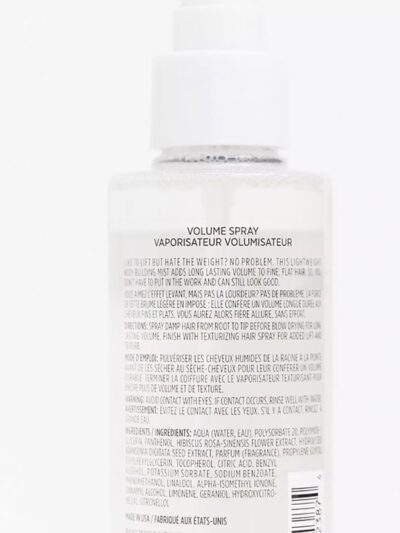 VOLUME SPRAY
VAPORISATEUR VOLUMISATEUR
TO LIFT BUT HATE THE WEIGHT? NO PROBLEM. THIS LIGHTWEIGHT
BODY BUILDING MIST ADDS LONG LASTING VOLUME TO FINE, FLAT HAIR. SO, YOU
DON'T HAVE TO PUT IN THE WORK AND CAN STILL LOOK GOOD.
VOUS AIMEZ L'EFFET LEVANT, MAIS PAS LA LOURDEUR? PAS DE PROBLÈME. LA
PETITE BRUME LÉGÈRE EN IMPOSE : ELLE CONFÈRE UN VOLUME LONGUE DURÉE AUX
CHEVEUX FINS ET PLATS. VOUS AUREZ ALORS FIÈRE ALLURE, SANS EFFORT.
DIRECTIONS: SPRAY DAMP HAIR FROM ROOT TO TIP BEFORE BLOW DRYING FOR LONG
LASTING VOLUME. FINISH WITH TEXTURIZING HAIR SPRAY FOR ADDED LIFT AND
TEXTURE.
MODE D'EMPLOI: PULVÉRISER LES CHEVEUX HUMIDES DE LA RACINE À LA POINTE
AVANT DE LES SÉCHER AU SÈCHE-CHEVEUX POUR LEUR CONFÉRER UN VOLUME
DURABLE. TERMINER LA COIFFURE AVEC LE VAPORISATEUR TEXTURISANT POUR
ENCORE PLUS DE VOLUME ET DE TEXTURE.
WARNING: AVOID CONTACT WITH EYES. IF CONTACT OCCURS, RINSE WELL WITH WATER.
AVERTISSEMENT: ÉVITEZ LE CONTACT AVEC LES YEUX. S'IL Y A CONTACT, RINCEZ À
GRANDE EAU.
INGREDIENTS / INGRÉDIENTS: AQUA (WATER, EAU), POLYSORBATE 20,
GLYCERIN, PANTHENOL, HIBISCUS ROSA-SINENSIS FLOWER EXTRACT,
EXTRACT, PARFUM (FRAGRANCE), PROPYLENE
ETHYLHEXYLGLYCERIN, TOCOPHEROL, CITRIC ACID, BENZYL
POTASSIUM SORBATE, SODIUM BENZOATE,
LINALOOL, ALPHA-ISOMETHYL IONONE,
CINNAMYL ALCOHOL, LIMONENE, GERANIOL, HYDROXYCITRO-
CITRONELLOL
MADE IN USA / FABRIQUÉ AUX ÉTATS-UNIS